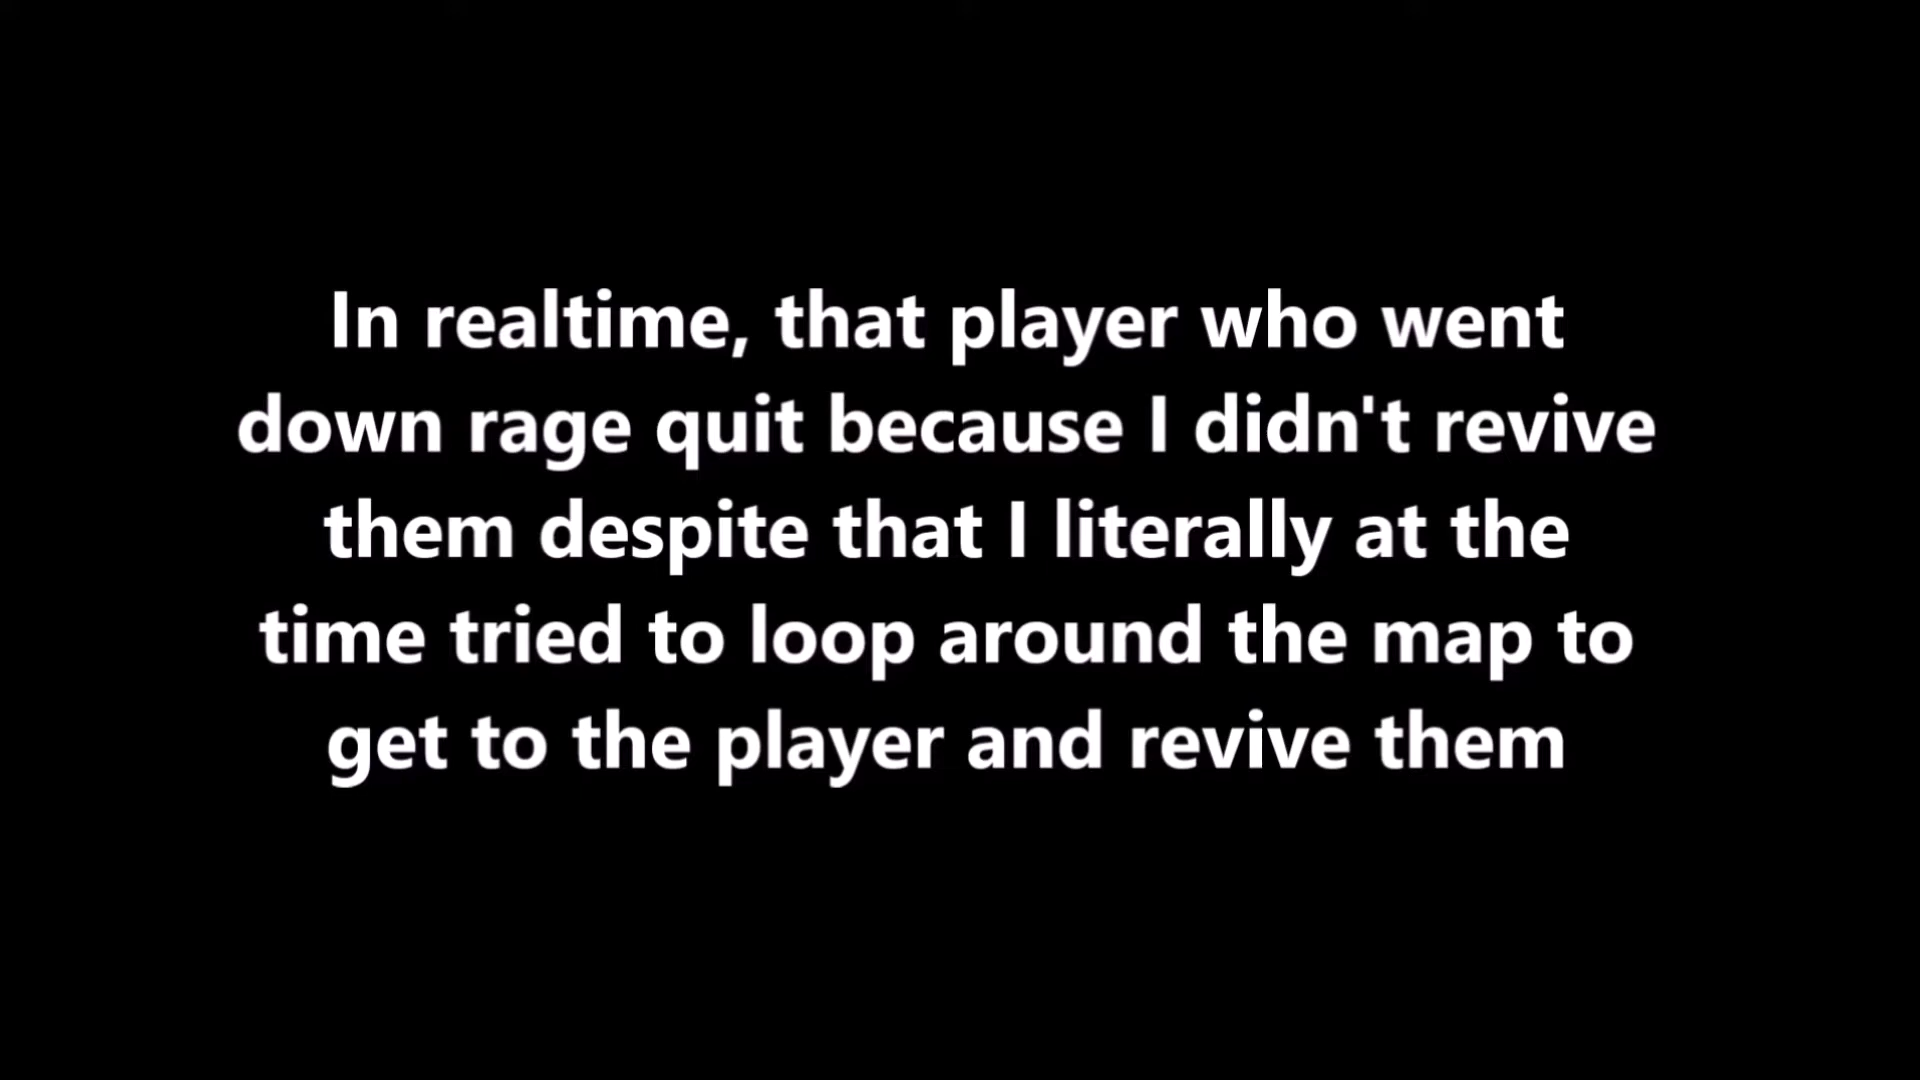 In realtime, that player who went
down rage quit because I didn't revive
them despite that I literally at the
time tried to loop around the map to
get to the player and revive them